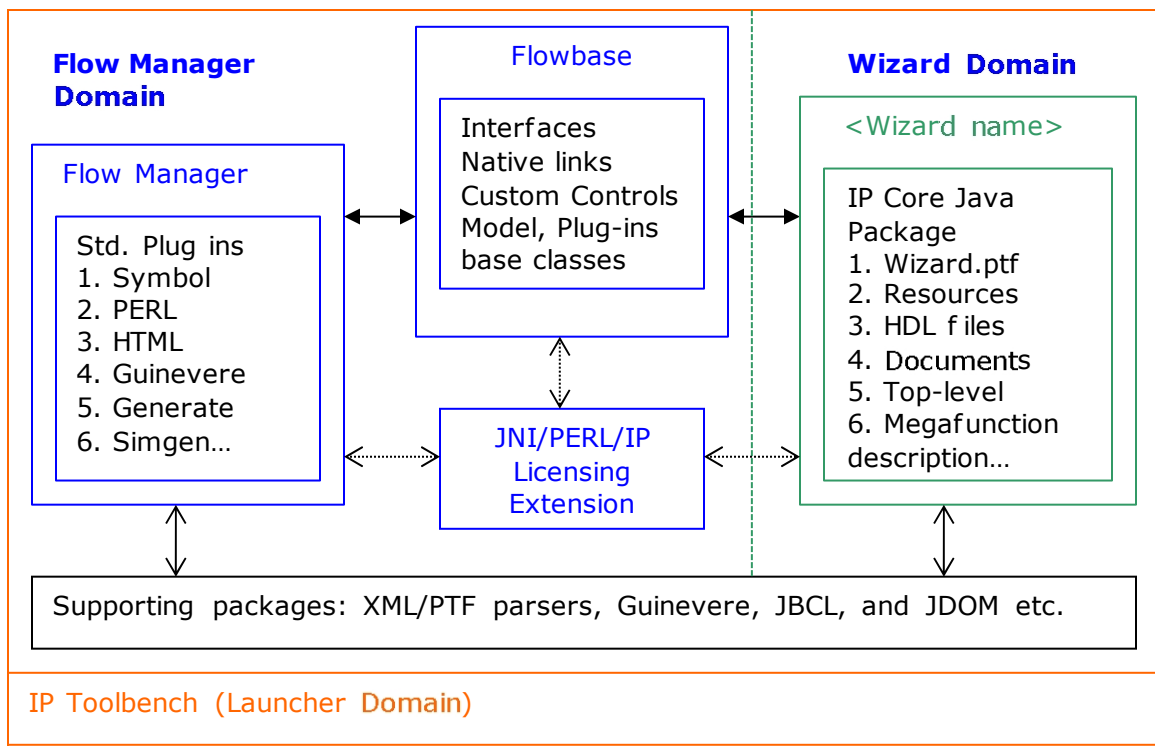 Flow Manager
Domain
Flow Manager
Std. Plug ins
1. Symbol
2. PERL
3. HTML
4. Guinevere
5. Generate
6. Simgen…
Flowbase
Interfaces
Native links
Custom Controls
Model, Plug-ins
base classes
JNI/PERL/IP
Licensing
Extension
Wizard Domain
<Wizard name>
IP Core Java
Package
1. Wizard.ptf
2. Resources
3. HDL files
4. Documents
5. Top-level
6. Megafunction
description…
Supporting packages: XML/PTF parsers, Guinevere, JBCL, and JDOM etc.
IP Toolbench (Launcher Domain)